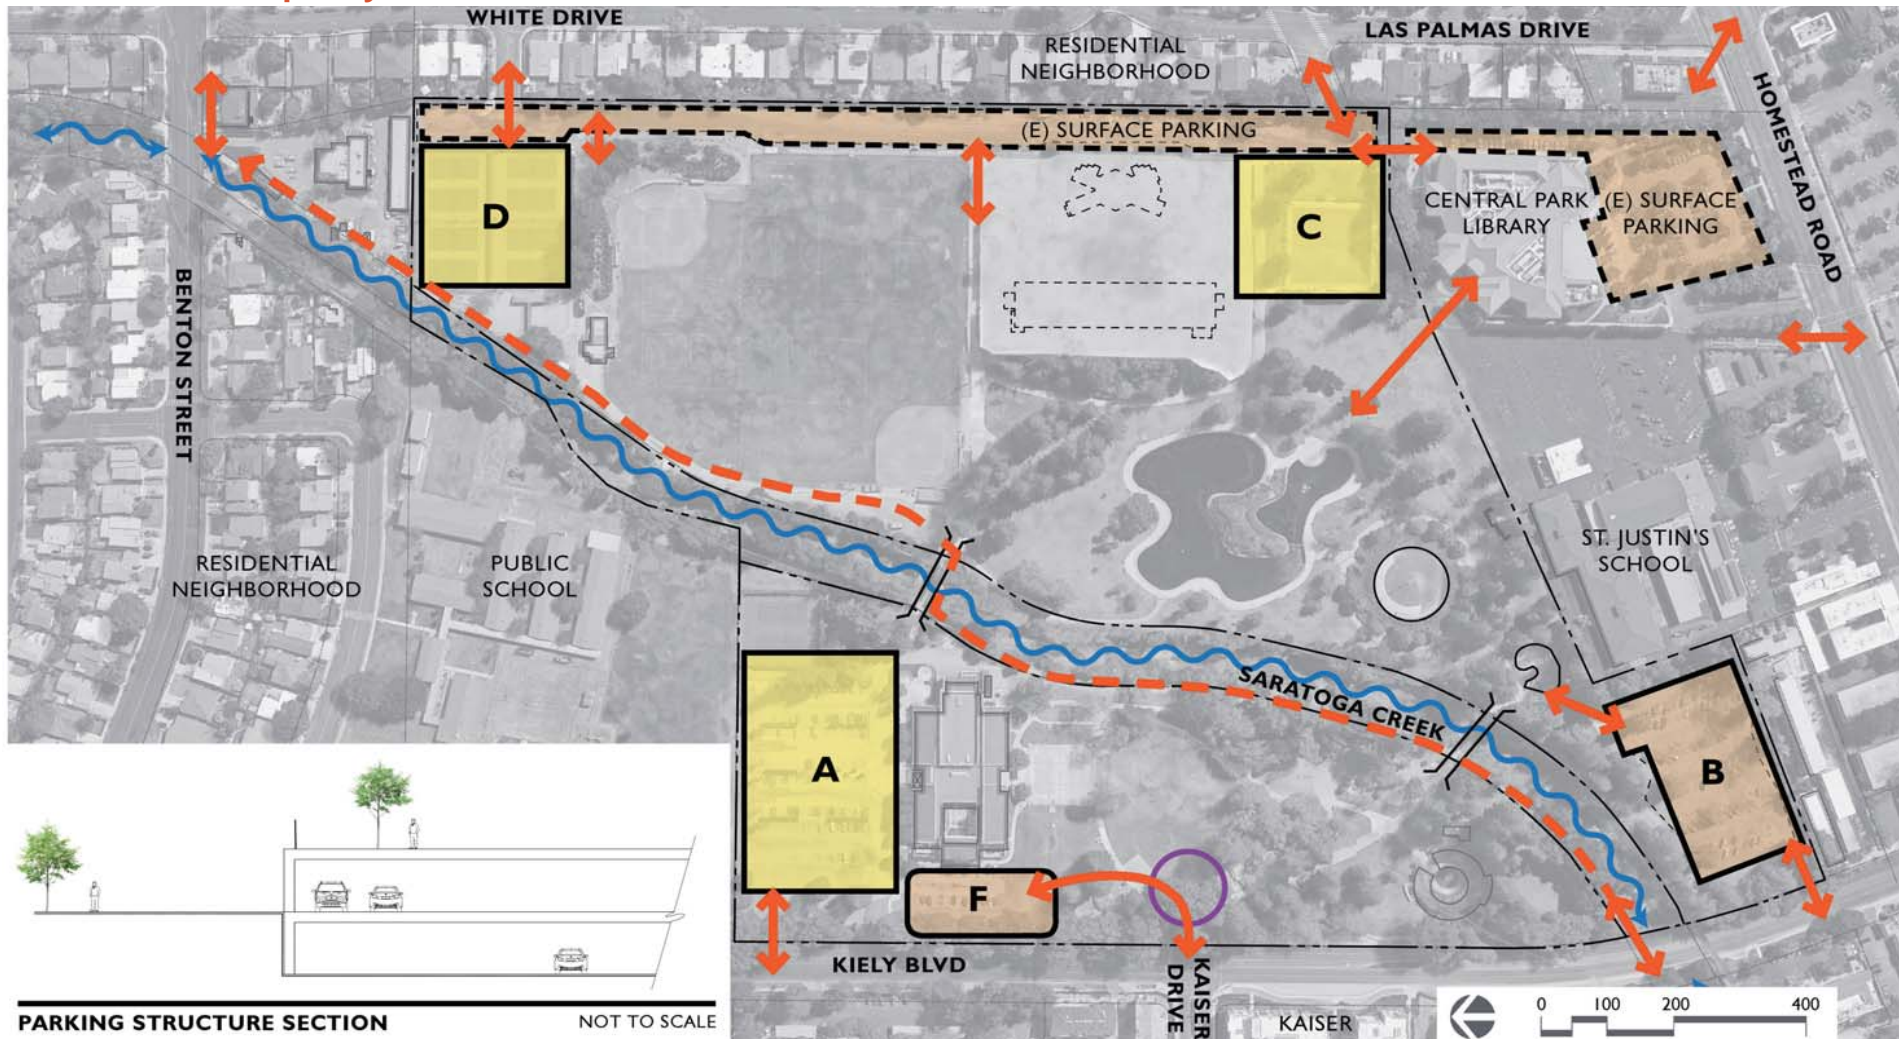 WHITE DRIVE
LAS PALMAS DRIVE
RESIDENTIAL
NEIGHBORHOOD
HOMESTEAD ROAD
(E) SURFACE PARKING
D
C
CENTRAL PARK
LIBRARY
(E) SURFACE
PARKING
BENTON STREET
RESIDENTIAL
NEIGHBORHOOD
PUBLIC
SCHOOL
ST. JUSTIN'S
SCHOOL
SARATOGA CREEK
A
B
F
KIELY BLVD
KAISER
DRIVE
KAISER
PARKING STRUCTURE SECTION
NOT TO SCALE
0 100 200 400